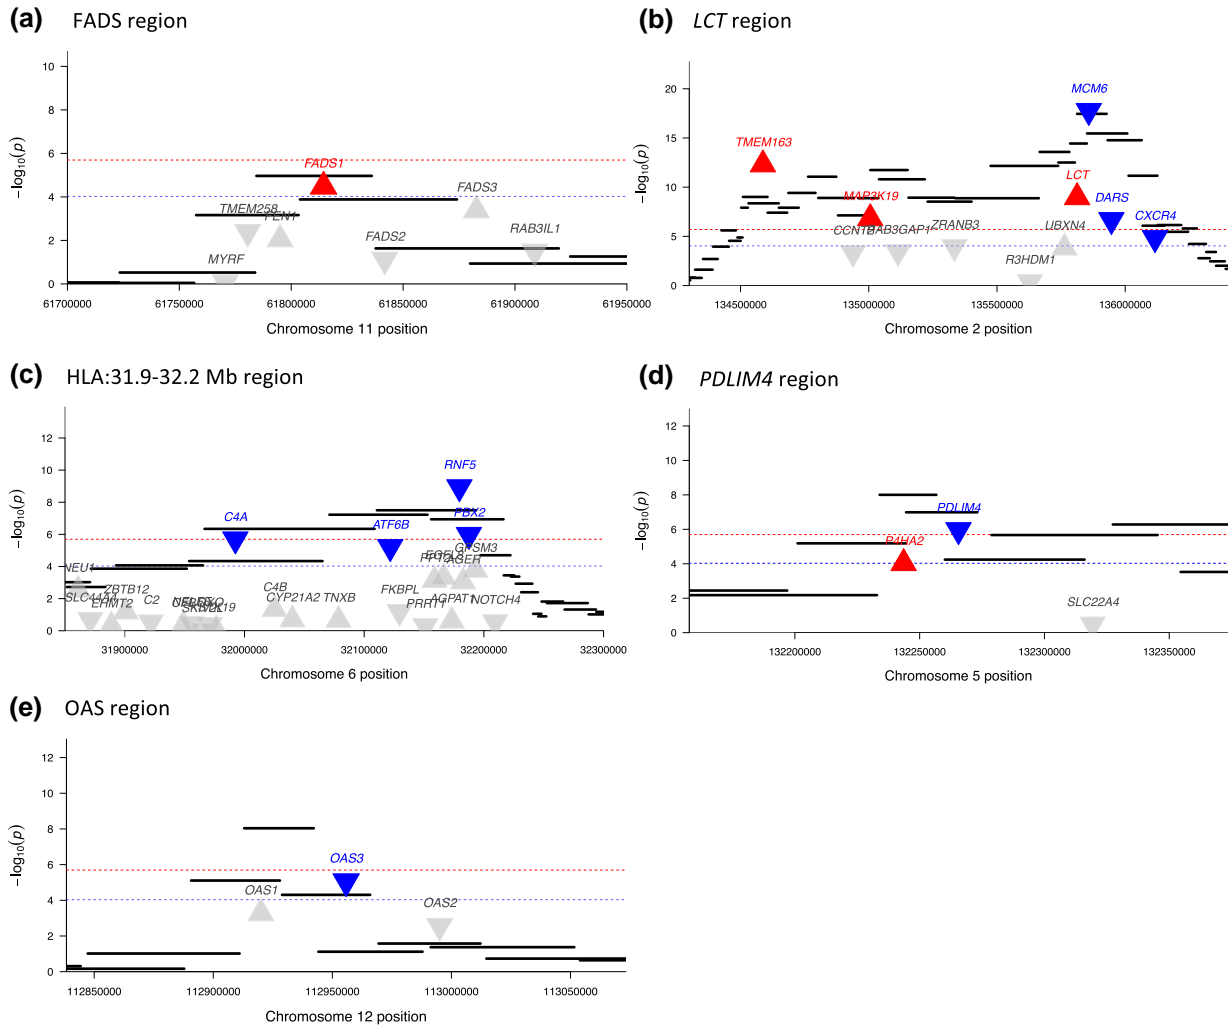 (a) FADS region
10
8
6
4
2
0
−log10(p)
FADS1
FADS3
TMEM258
FEN1
FADS2
RAB3IL1
MYRF
61700000 61750000 61800000 61850000 61900000 61950000
Chromosome 11 position
(b) LCT region
20
15
10
5
0
−log10(p)
MCM6
TMEM163
LCT
MAP3K19
DARS
CXCR4
RAB3GAP1
ZRANB3
UBXN4
R3HDM1
134500000 135000000 135500000 136000000
Chromosome 2 position
(c) HLA:31.9-32.2 Mb region
12
10
8
6
4
2
0
−log10(p)
RNF5
C4A
ATF6B
PBX2
GPSM3
AGER
NEU1
ZBTB12
SLC44A4
EHMT2
C2
C4B
CYP21A2
TNXB
FKBPL
PRRT1
AGPAT1
NOTCH4
31900000 32000000 32100000 32200000 32300000
Chromosome 6 position
(d) PDLIM4 region
12
10
8
6
4
2
0
−log10(p)
PDLIM4
P4HA2
SLC22A4
132200000 132250000 132300000 132350000
Chromosome 5 position
(e) OAS region
12
10
8
6
4
2
0
−log10(p)
OAS3
OAS1
OAS2
112850000 112900000 112950000 113000000 113050000
Chromosome 12 position